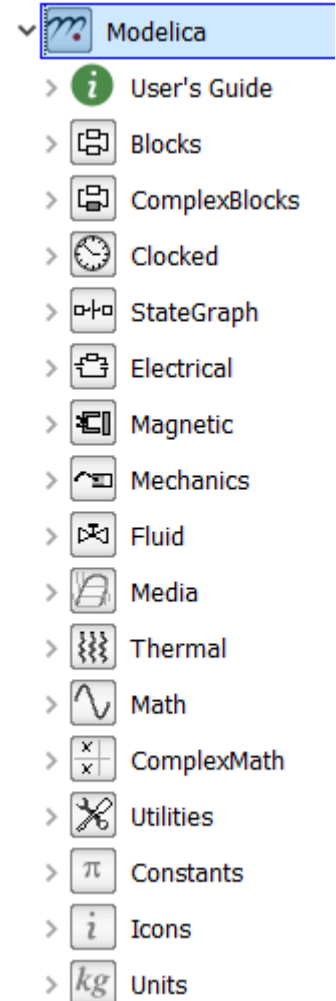 Modelica
User's Guide
Blocks
ComplexBlocks
Clocked
StateGraph
Electrical
Magnetic
Mechanics
Fluid
Media
Thermal
Math
ComplexMath
Utilities
π Constants
i Icons
kg Units